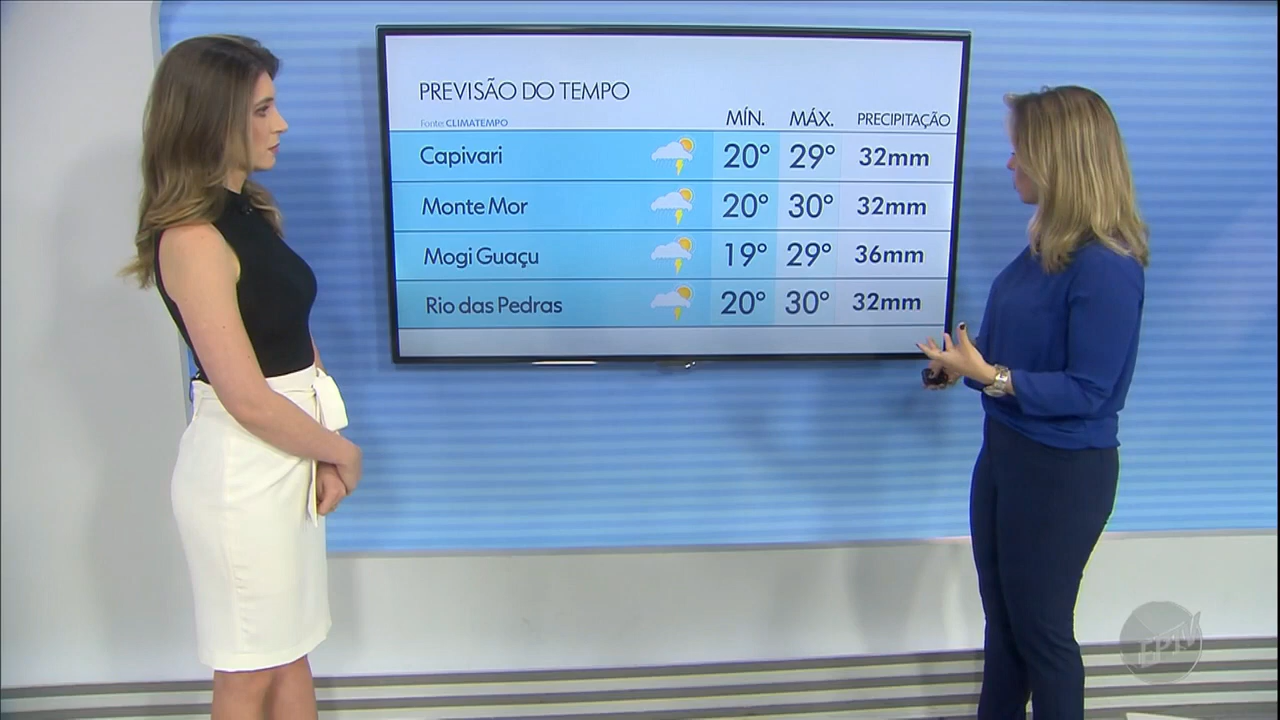 PREVISÃO DO TEMPO
Fonte: CLIMATEMPO MÍN. MÁX. PRECIPITAÇÃO
Capivari 20° 29° 32mm
Monte Mor 20° 30° 32mm
Mogi Guaçu 19° 29° 36mm
Rio das Pedras 20° 30° 32mm
EPTV